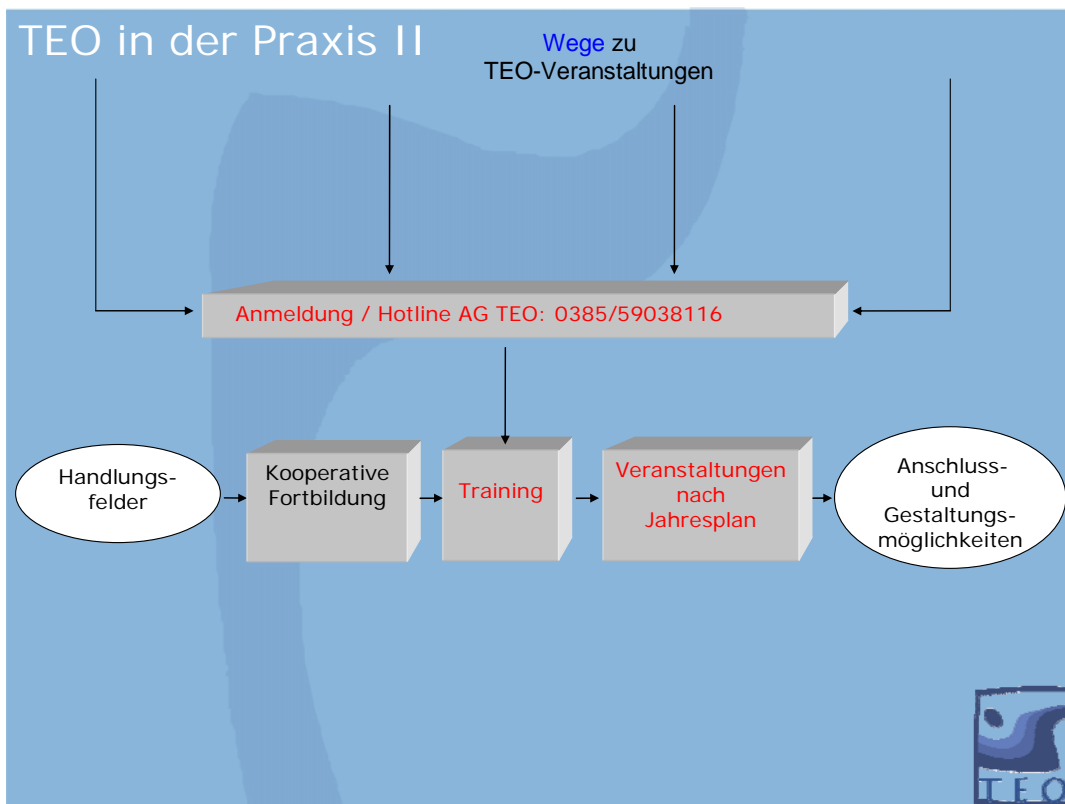 TEO in der Praxis II
Wege zu
TEO-Veranstaltungen
Anmeldung / Hotline AG TEO: 0385/59038116
Handlungs-
felder
Kooperative
Fortbildung
Training
Veranstaltungen
nach
Jahresplan
Anschluss-
und
Gestaltungs-
möglichkeiten
TEO